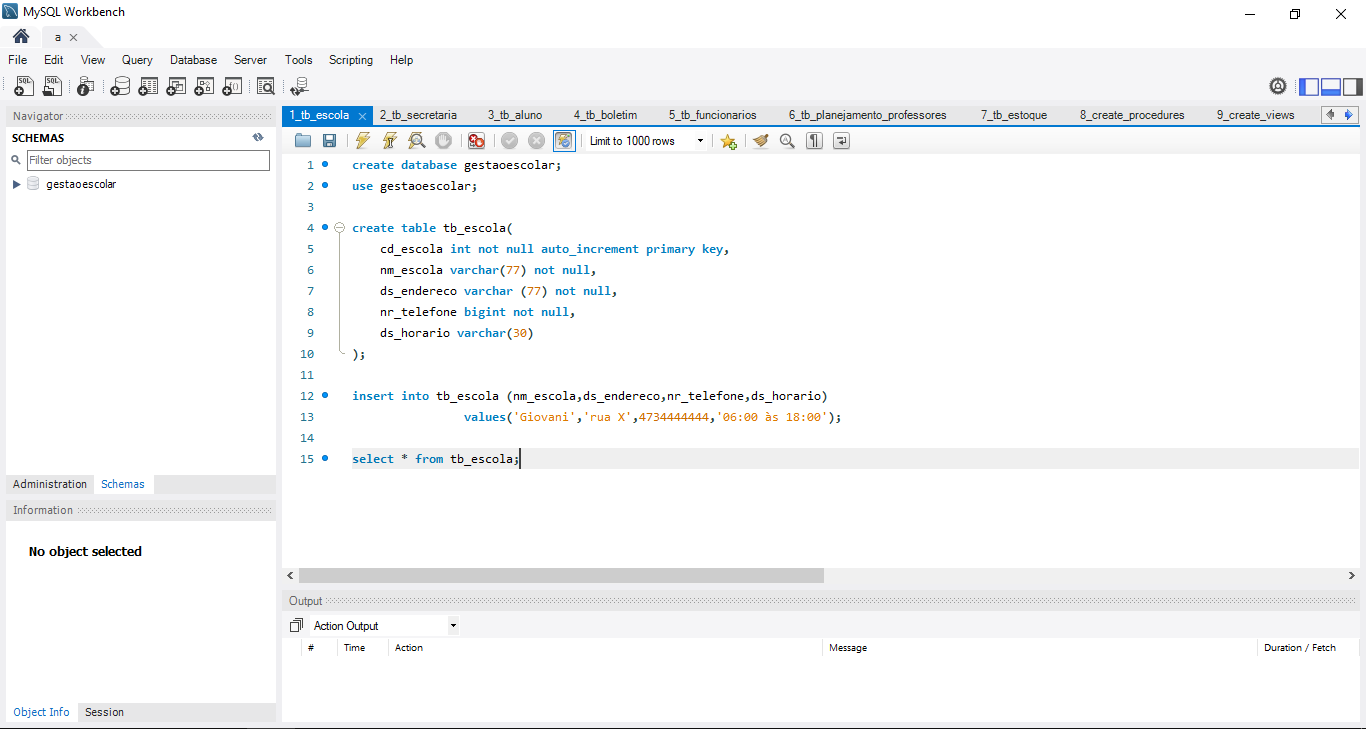 MySQL Workbench
a
File Edit View Query Database Server Tools Scripting Help
Navigator
SCHEMAS
Filter objects
gestaoescolar
Administration Schemas
Information
No object selected
Object Info Session
1_tb_escola 2_tb_secretaria 3_tb_aluno 4_tb_boletim 5_tb_funcionarios 6_tb_planejamento_professores 7_tb_estoque 8_create_procedures 9_create_views
Limit to 1000 rows
1 create database gestaoescolar;
2 use gestaoescolar;
3
4 create table tb_escola(
5 cd_escola int not null auto_increment primary key,
6 nm_escola varchar(77) not null,
7 ds_endereco varchar (77) not null,
8 nr_telefone bigint not null,
9 ds_horario varchar(30)
10 );
11
12 insert into tb_escola (nm_escola,ds_endereco,nr_telefone,ds_horario)
13 values('Giovani','rua X',4734444444,'06:00 às 18:00');
14
15 select * from tb_escola;
Output
Action Output
# Time Action Message Duration / Fetch